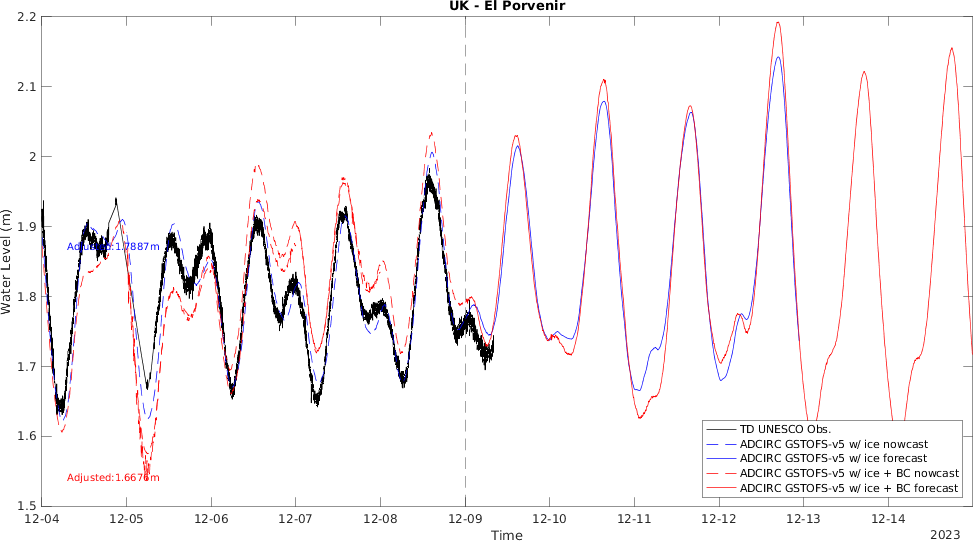 UK - El Porvenir
2.2
2.1
2
1.9
1.8
1.7
1.6
1.5
Water Level (m)
Adjusted:1.7887m
Adjusted:1.6676m
TD UNESCO Obs.
ADCIRC GSTOFS-v5 w/ ice nowcast
ADCIRC GSTOFS-v5 w/ ice forecast
ADCIRC GSTOFS-v5 w/ ice + BC nowcast
ADCIRC GSTOFS-v5 w/ ice + BC forecast
12-04 12-05 12-06 12-07 12-08 12-09 12-10 12-11 12-12 12-13 12-14
Time
2023